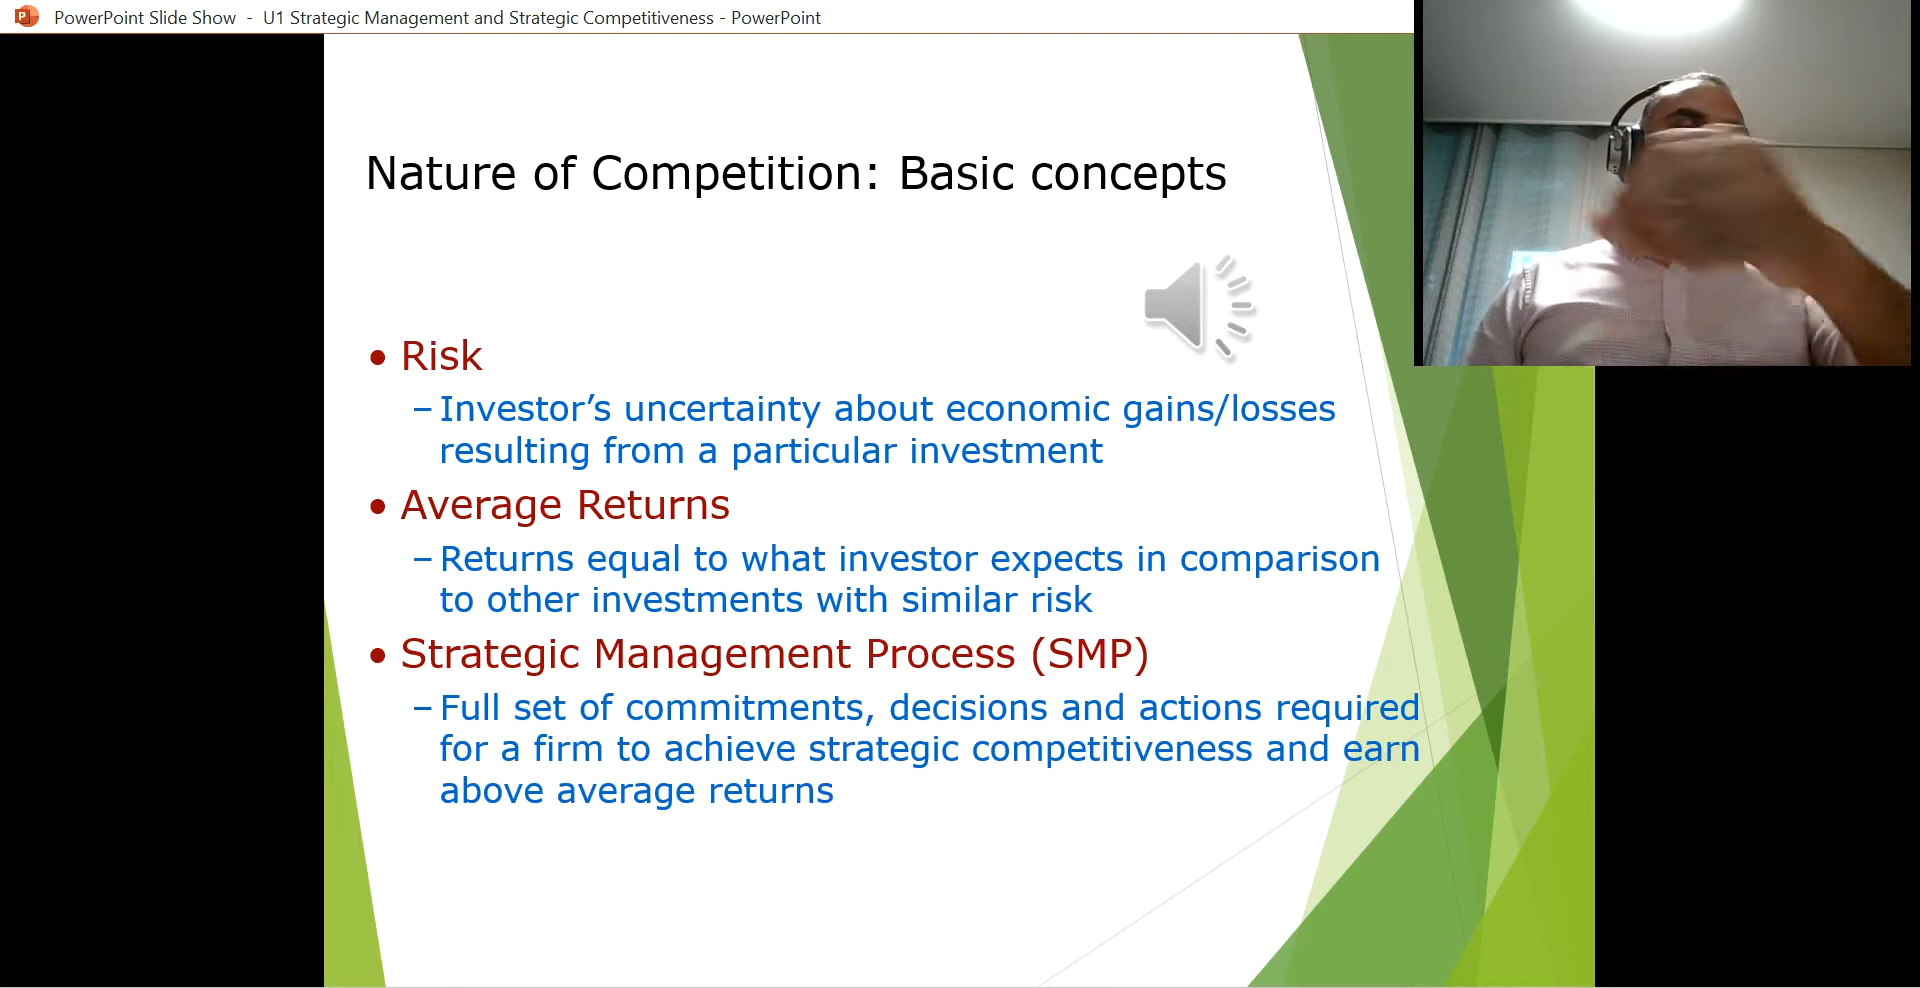 PowerPoint Slide Show - U1 Strategic Management and Strategic Competitiveness - PowerPoint
Nature of Competition: Basic concepts
• Risk
– Investor’s uncertainty about economic gains/losses
resulting from a particular investment
• Average Returns
– Returns equal to what investor expects in comparison
to other investments with similar risk
• Strategic Management Process (SMP)
– Full set of commitments, decisions and actions required
for a firm to achieve strategic competitiveness and earn
above average returns